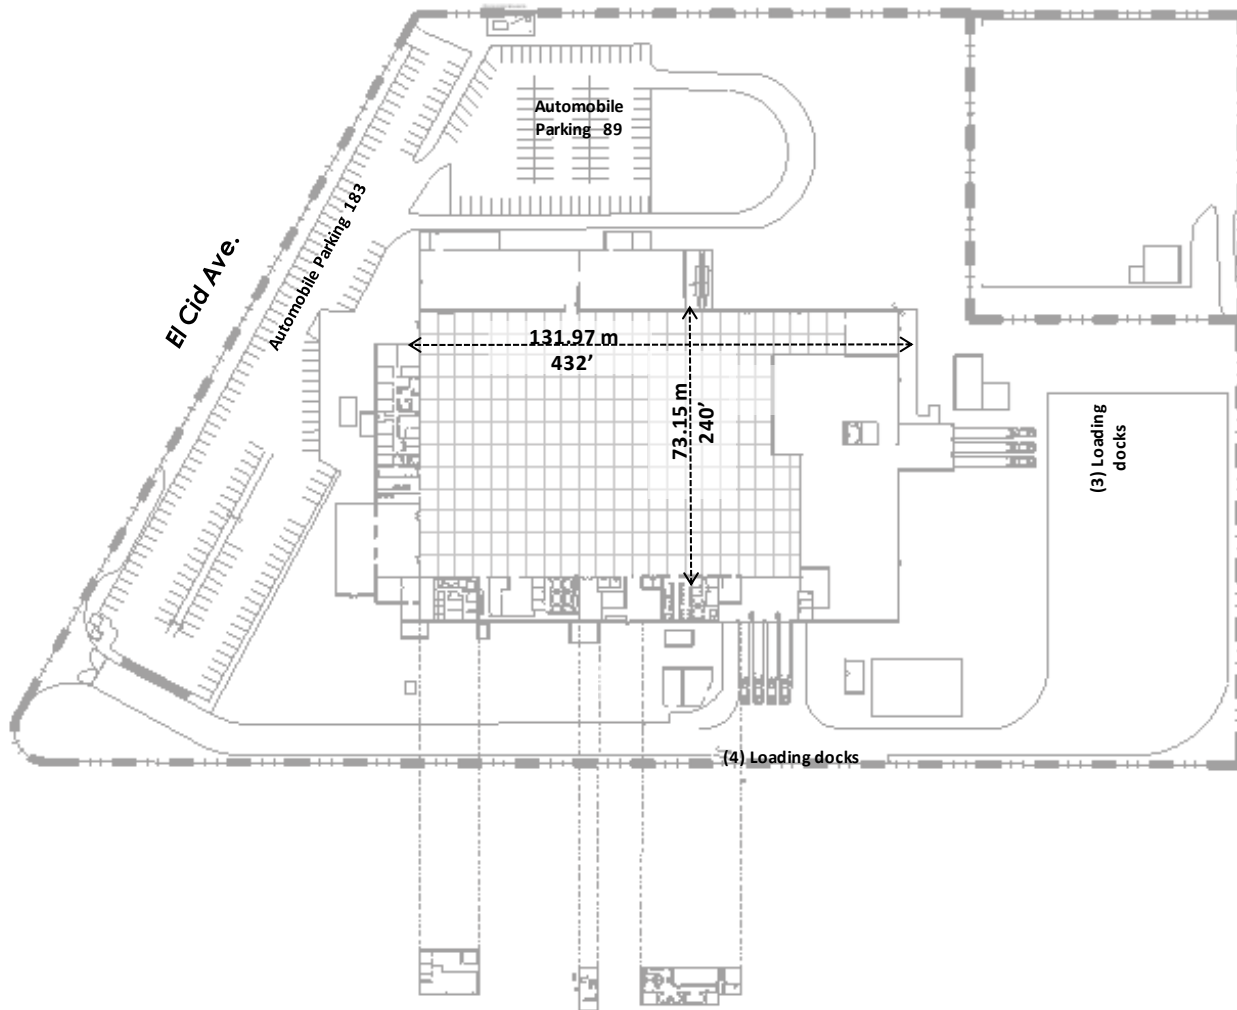 Automobile
Parking 89
Automobile Parking 183
El Cid Ave.
131.97 m
432’
73.15 m
240’
(3) Loading
docks
(4) Loading docks